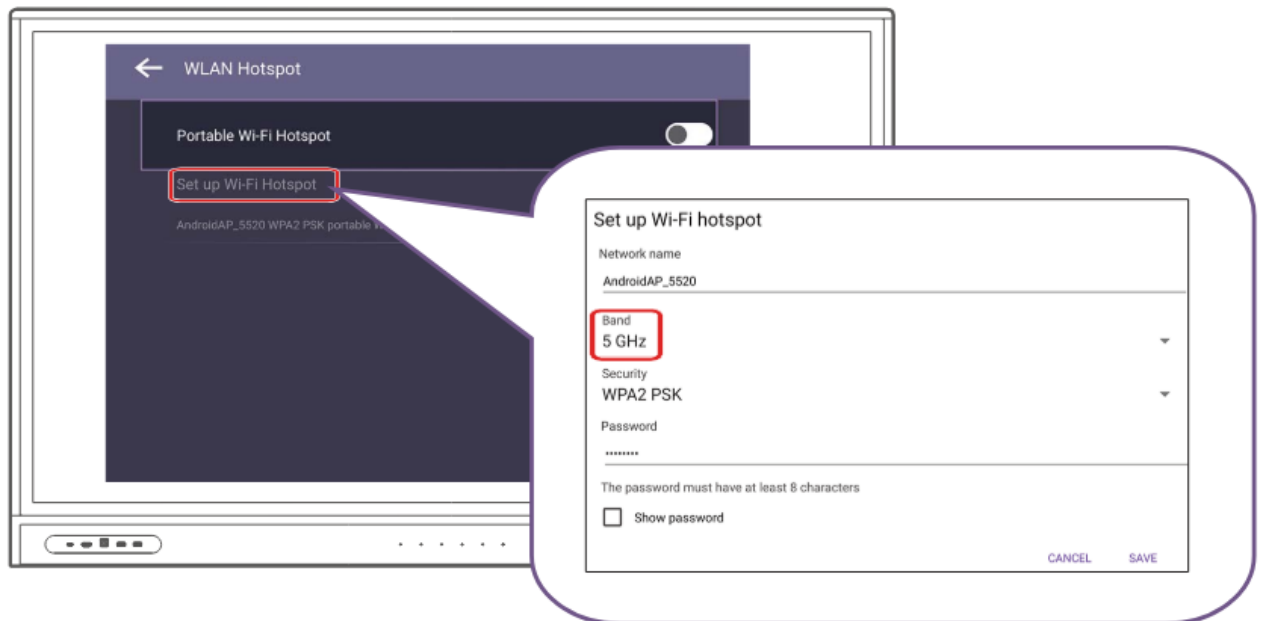 WLAN Hotspot
Portable Wi-Fi Hotspot
Set up Wi-Fi Hotspot
AndroidAP_5520 WPA2 PSK portable
Set up Wi-Fi hotspot
Network name
AndroidAP_5520
Band
5 GHz
Security
WPA2 PSK
Password
••••••••
The password must have at least 8 characters
Show password
CANCEL SAVE